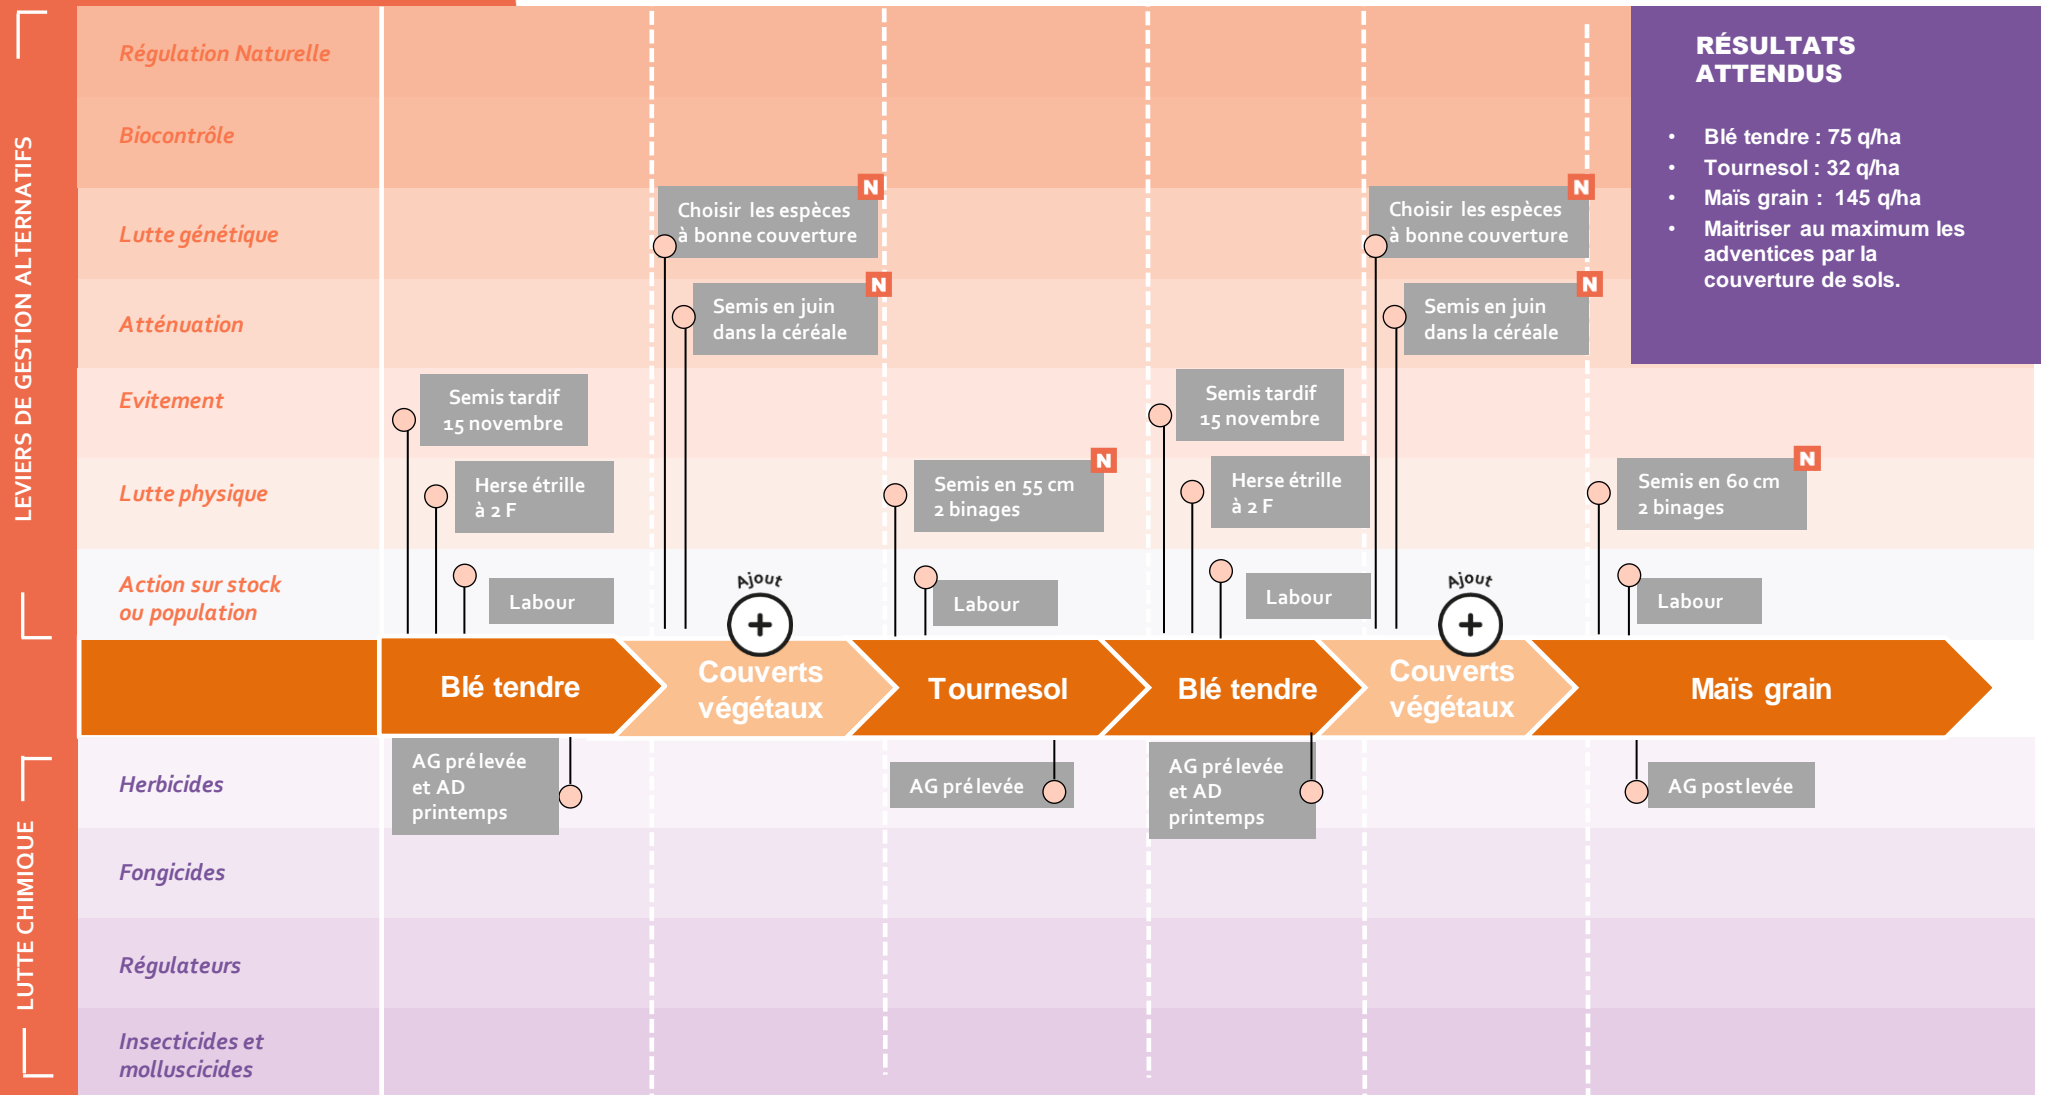 LEVIERS DE GESTION ALTERNATIFS
Régulation Naturelle
Biocontrôle
Lutte génétique
Atténuation
Evitement
Lutte physique
Action sur stock
ou population
Semis tardif
15 novembre
Herse étrille
à 2 F
Labour
N
Choisir les espèces
à bonne couverture
N
Semis en juin
dans la céréale
Ajout
+
N
Semis en 55 cm
2 binages
Labour
Semis tardif
15 novembre
Herse étrille
à 2 F
Labour
N
Choisir les espèces
à bonne couverture
N
Semis en juin
dans la céréale
Ajout
+
N
Semis en 60 cm
2 binages
Labour
RÉSULTATS
ATTENDUS
• Blé tendre : 75 q/ha
• Tournesol : 32 q/ha
• Maïs grain : 145 q/ha
• Maitriser au maximum les
adventices par la
couverture de sols.
Blé tendre
Couverts
végétaux
Tournesol
Blé tendre
Couverts
végétaux
Maïs grain
LUTTE CHIMIQUE
Herbicides
Fongicides
Régulateurs
Insecticides et
molluscicides
AG pré levée
et AD
printemps
AG pré levée
AG pré levée
et AD
printemps
AG post levée